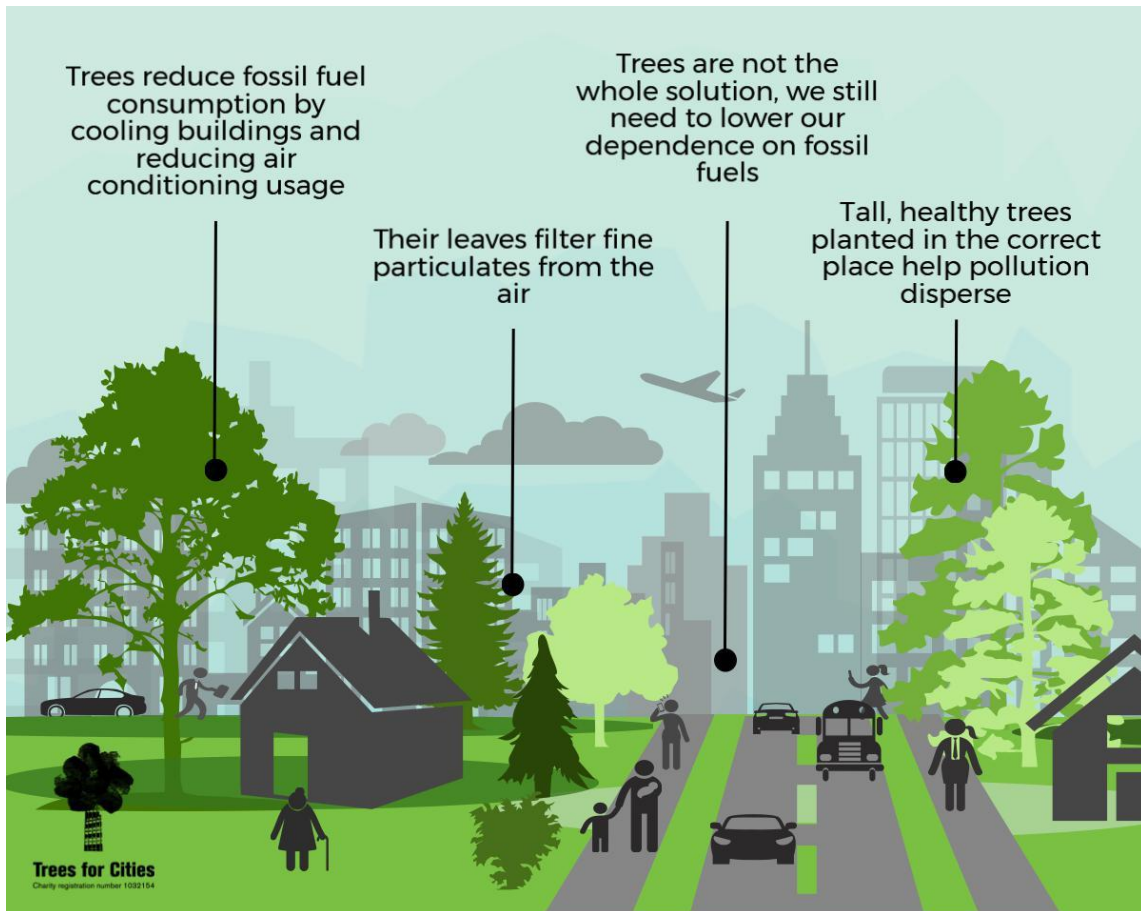 Trees reduce fossil fuel
consumption by
cooling buildings and
reducing air
conditioning usage
Their leaves filter fine
particulates from the
air
Trees are not the
whole solution, we still
need to lower our
dependence on fossil
fuels
Tall, healthy trees
planted in the correct
place help pollution
disperse
Trees for Cities
Charity registration number 1032154